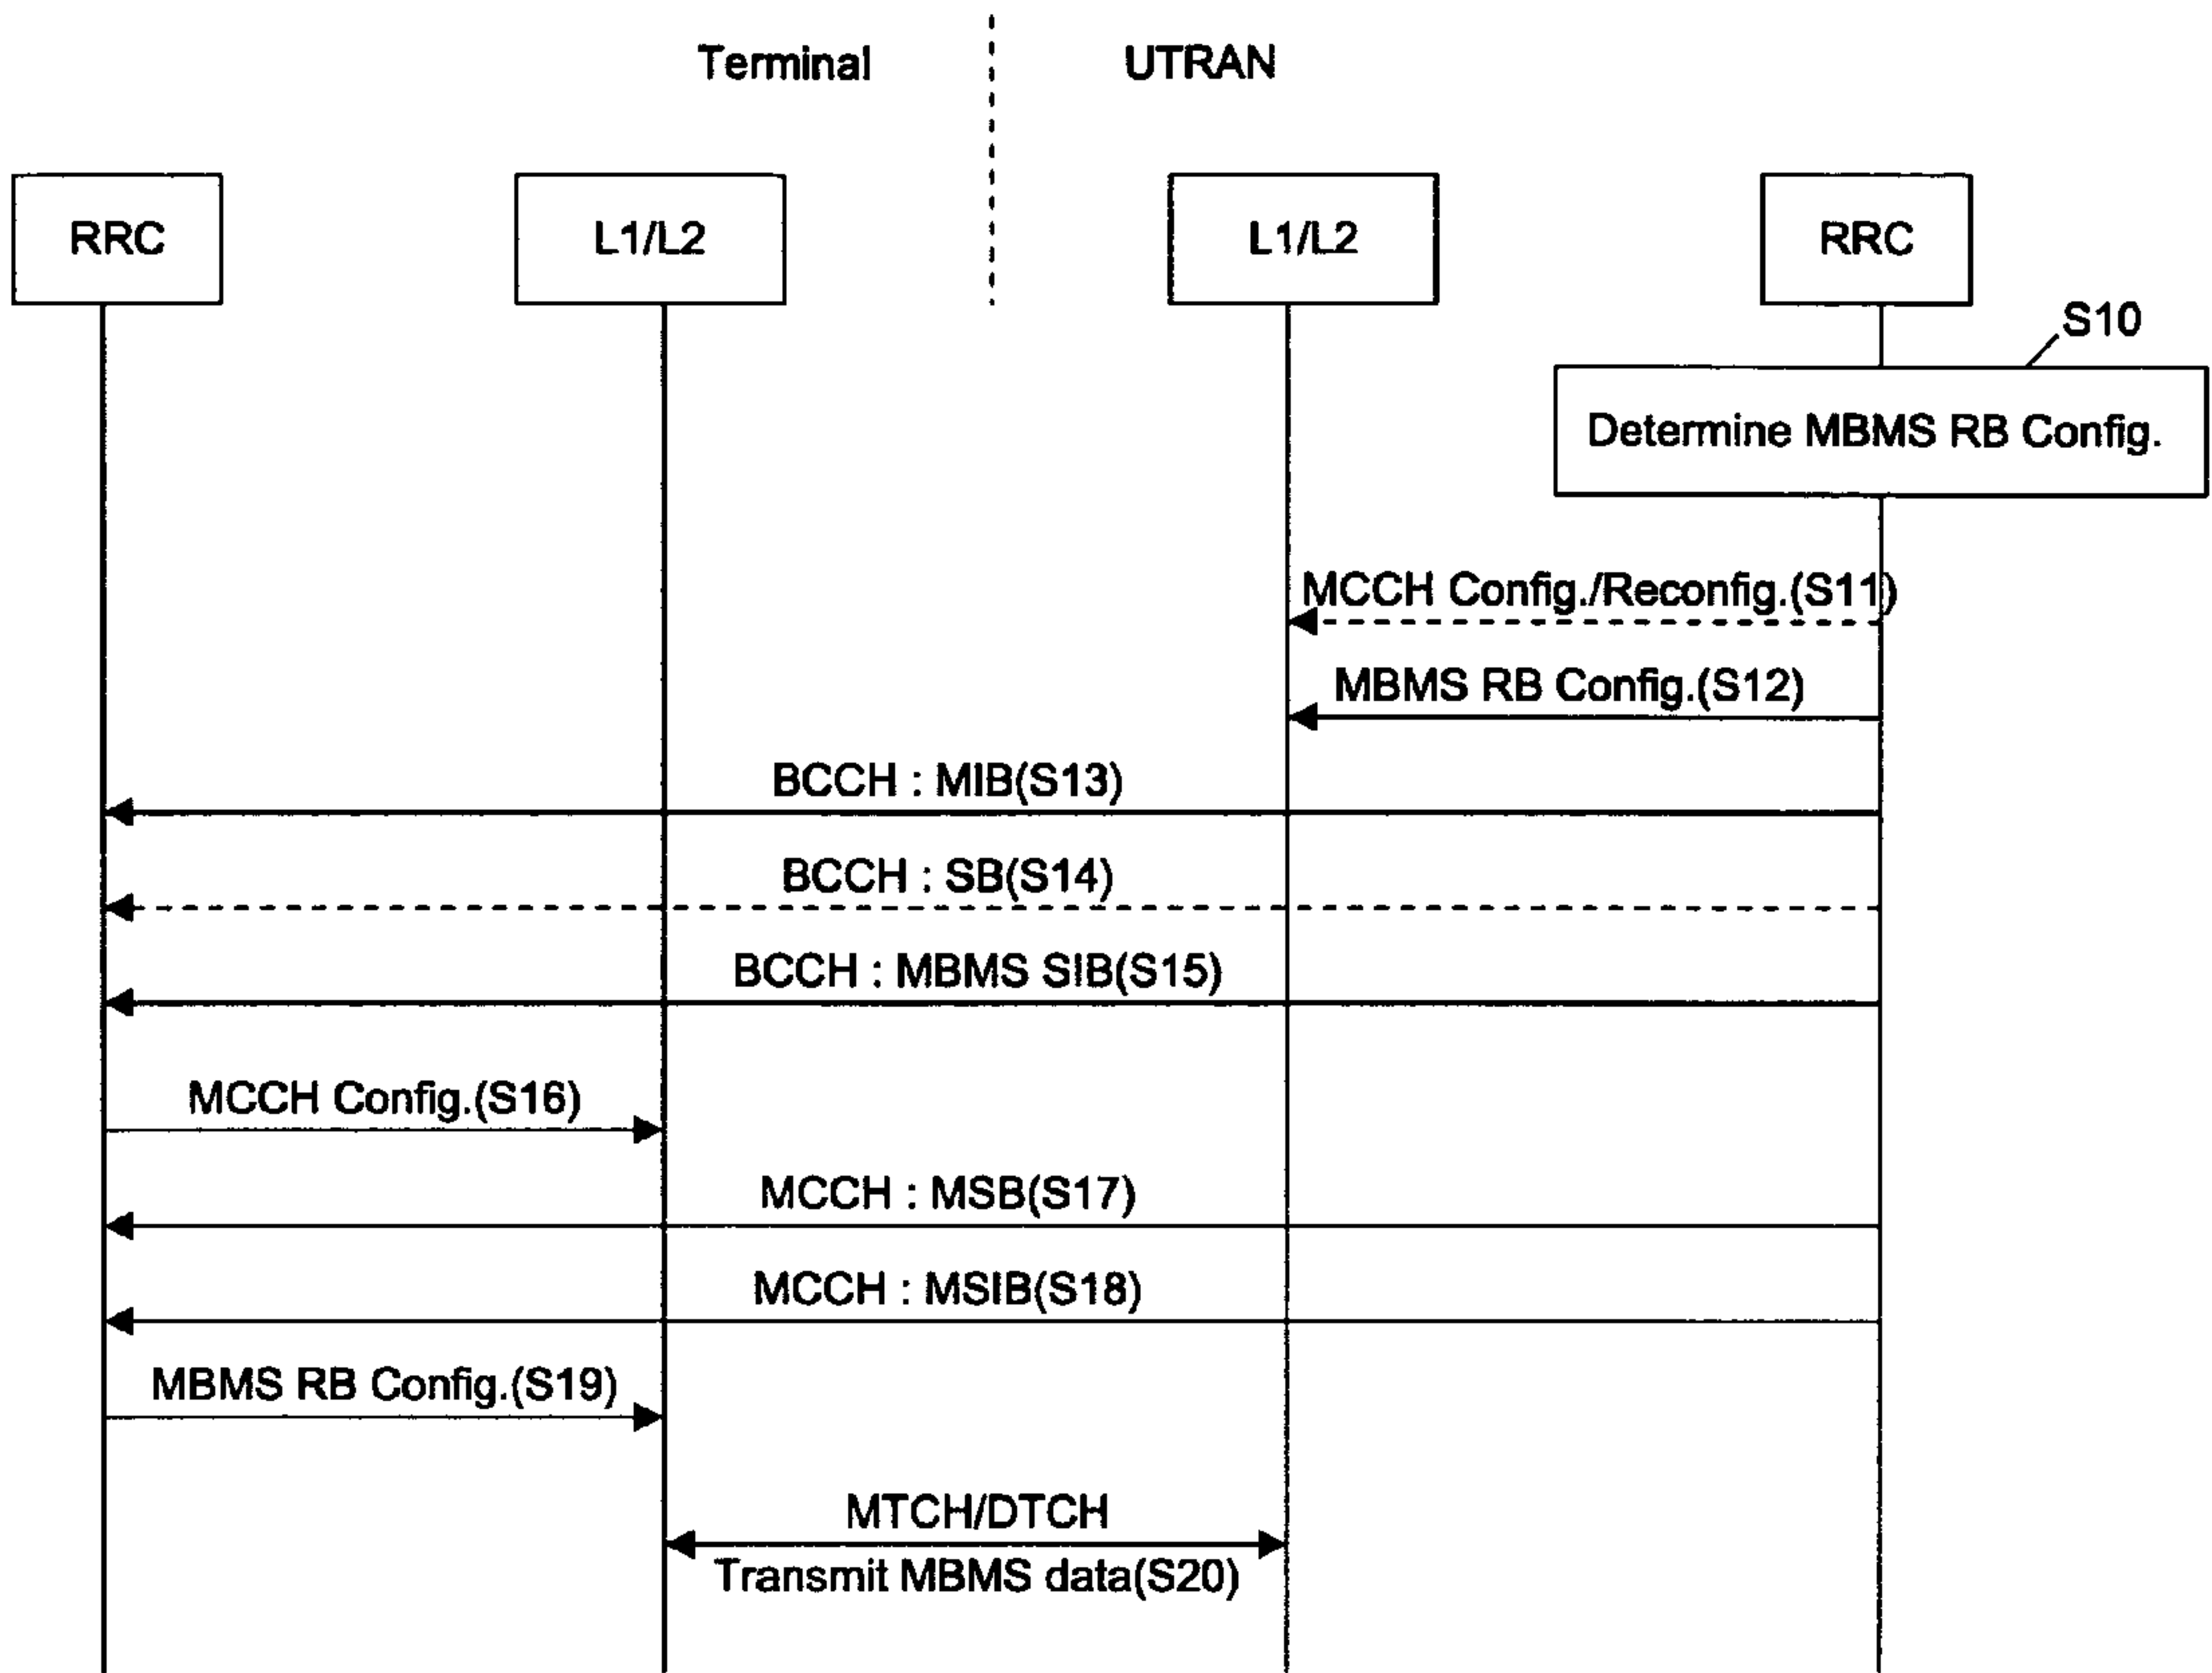 Terminal
UTRAN
RRC
L1/L2
L1/L2
RRC
S10
Determine MBMS RB Config.
MCCH Config./Reconfig.(S11)
MBMS RB Config.(S12)
BCCH : MIB(S13)
BCCH : SB(S14)
BCCH : MBMS SIB(S15)
MCCH Config.(S16)
MCCH : MSB(S17)
MCCH : MSIB(S18)
MBMS RB Config.(S19)
MTCH/DTCH
Transmit MBMS data(S20)